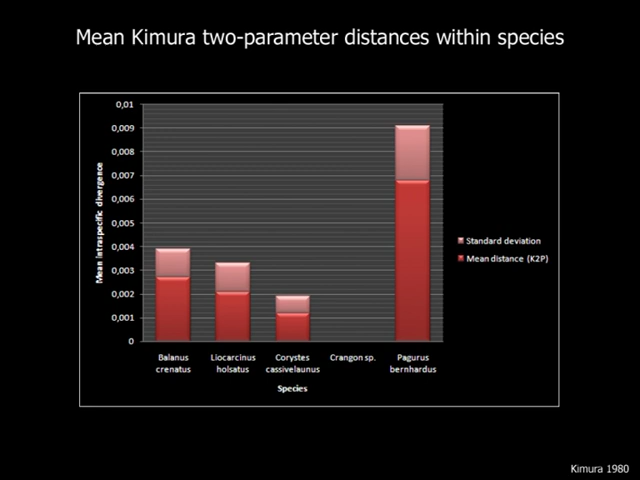 Mean Kimura two-parameter distances within species
0,01
0,009
0,008
0,007
0,006
0,005
0,004
0,003
0,002
0,001
0
Mean intraspecific divergence
Balanus crenatus
Liocarcinus holsatus
Corystes cassivelaunus
Crangon sp.
Pagurus bernhardus
Species
Standard deviation
Mean distance (K2P)
Kimura 1980